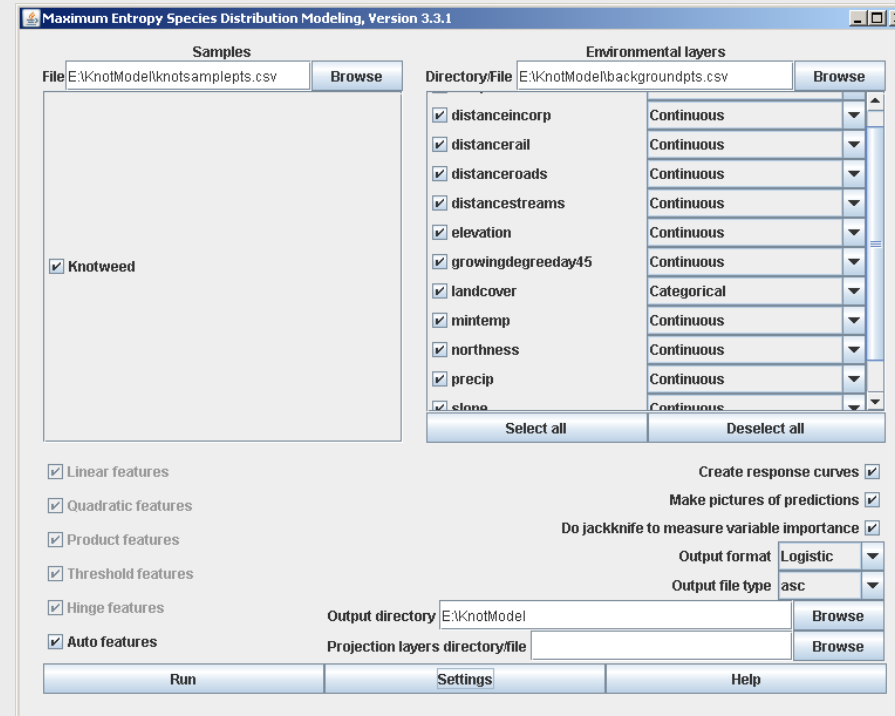 Maximum Entropy Species Distribution Modeling, Version 3.3.1
Samples
File E:\KnotModel\knotsamplepts.csv Browse
Knotweed
Environmental layers
Directory/File E:\KnotModel\backgroundpts.csv Browse
distanceincorp Continuous
distancerail Continuous
distanceroads Continuous
distancestreams Continuous
elevation Continuous
growingdegreeday45 Continuous
landcover Categorical
mintemp Continuous
northness Continuous
precip Continuous
slope Continuous
Select all Deselect all
Linear features
Quadratic features
Product features
Threshold features
Hinge features
Auto features
Create response curves
Make pictures of predictions
Do jackknife to measure variable importance
Output format Logistic
Output file type asc
Output directory E:\KnotModel Browse
Projection layers directory/file Browse
Run Settings Help